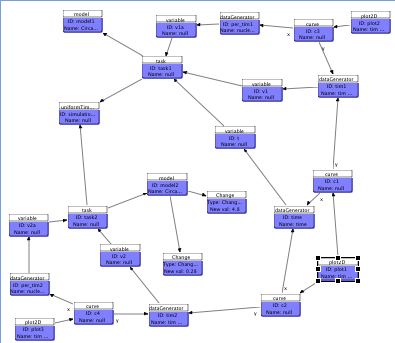 model
ID: model1
Name: Circa...
variable
ID: v1a
Name: null
dataGenerator
ID: per_tim1
Name: nucle...
curve
ID: c3
Name: null
plot2D
ID: plot2
Name: tim ...
x
y
task
ID: task1
Name: null
dataGenerator
ID: tim1
Name: tim ...
variable
ID: v1
Name: null
uniformTim...
ID: simulatio...
Name: null
variable
Name: null
y
curve
ID: c1
Name: null
x
model
ID: model2
Name: Circa...
Change
Type: Chang...
New val: 4.8
task
ID: task2
Name: null
dataGenerator
ID: time
Name: time
variable
ID: v2a
Name: null
variable
ID: v2
Name: null
Change
Type: Chang...
New val: 0.28
plot2D
ID: plot1
Name: tim ...
dataGenerator
ID: per_tim2
Name: nucle...
x
curve
ID: c2
Name: null
y
x
curve
ID: c4
Name: null
y
dataGenerator
ID: tim2
Name: tim ...
plot2D
ID: plot3
Name: tim ...